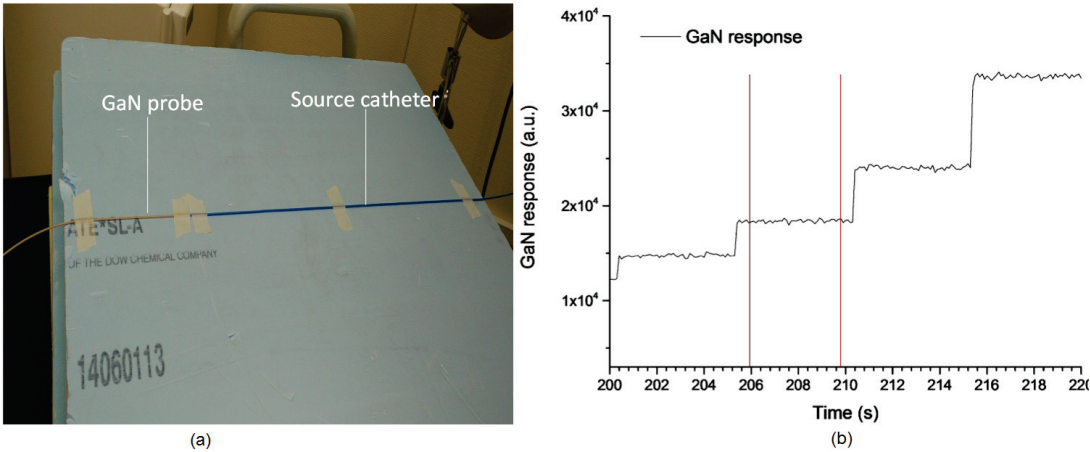 GaN probe
Source catheter
ATE*SL-A
OF THE DOW CHEMICAL COMPANY
14060113
(a)
GaN response
4x10⁴
3x10⁴
2x10⁴
1x10⁴
GaN response (a.u.)
200 202 204 206 208 210 212 214 216 218 220
Time (s)
(b)